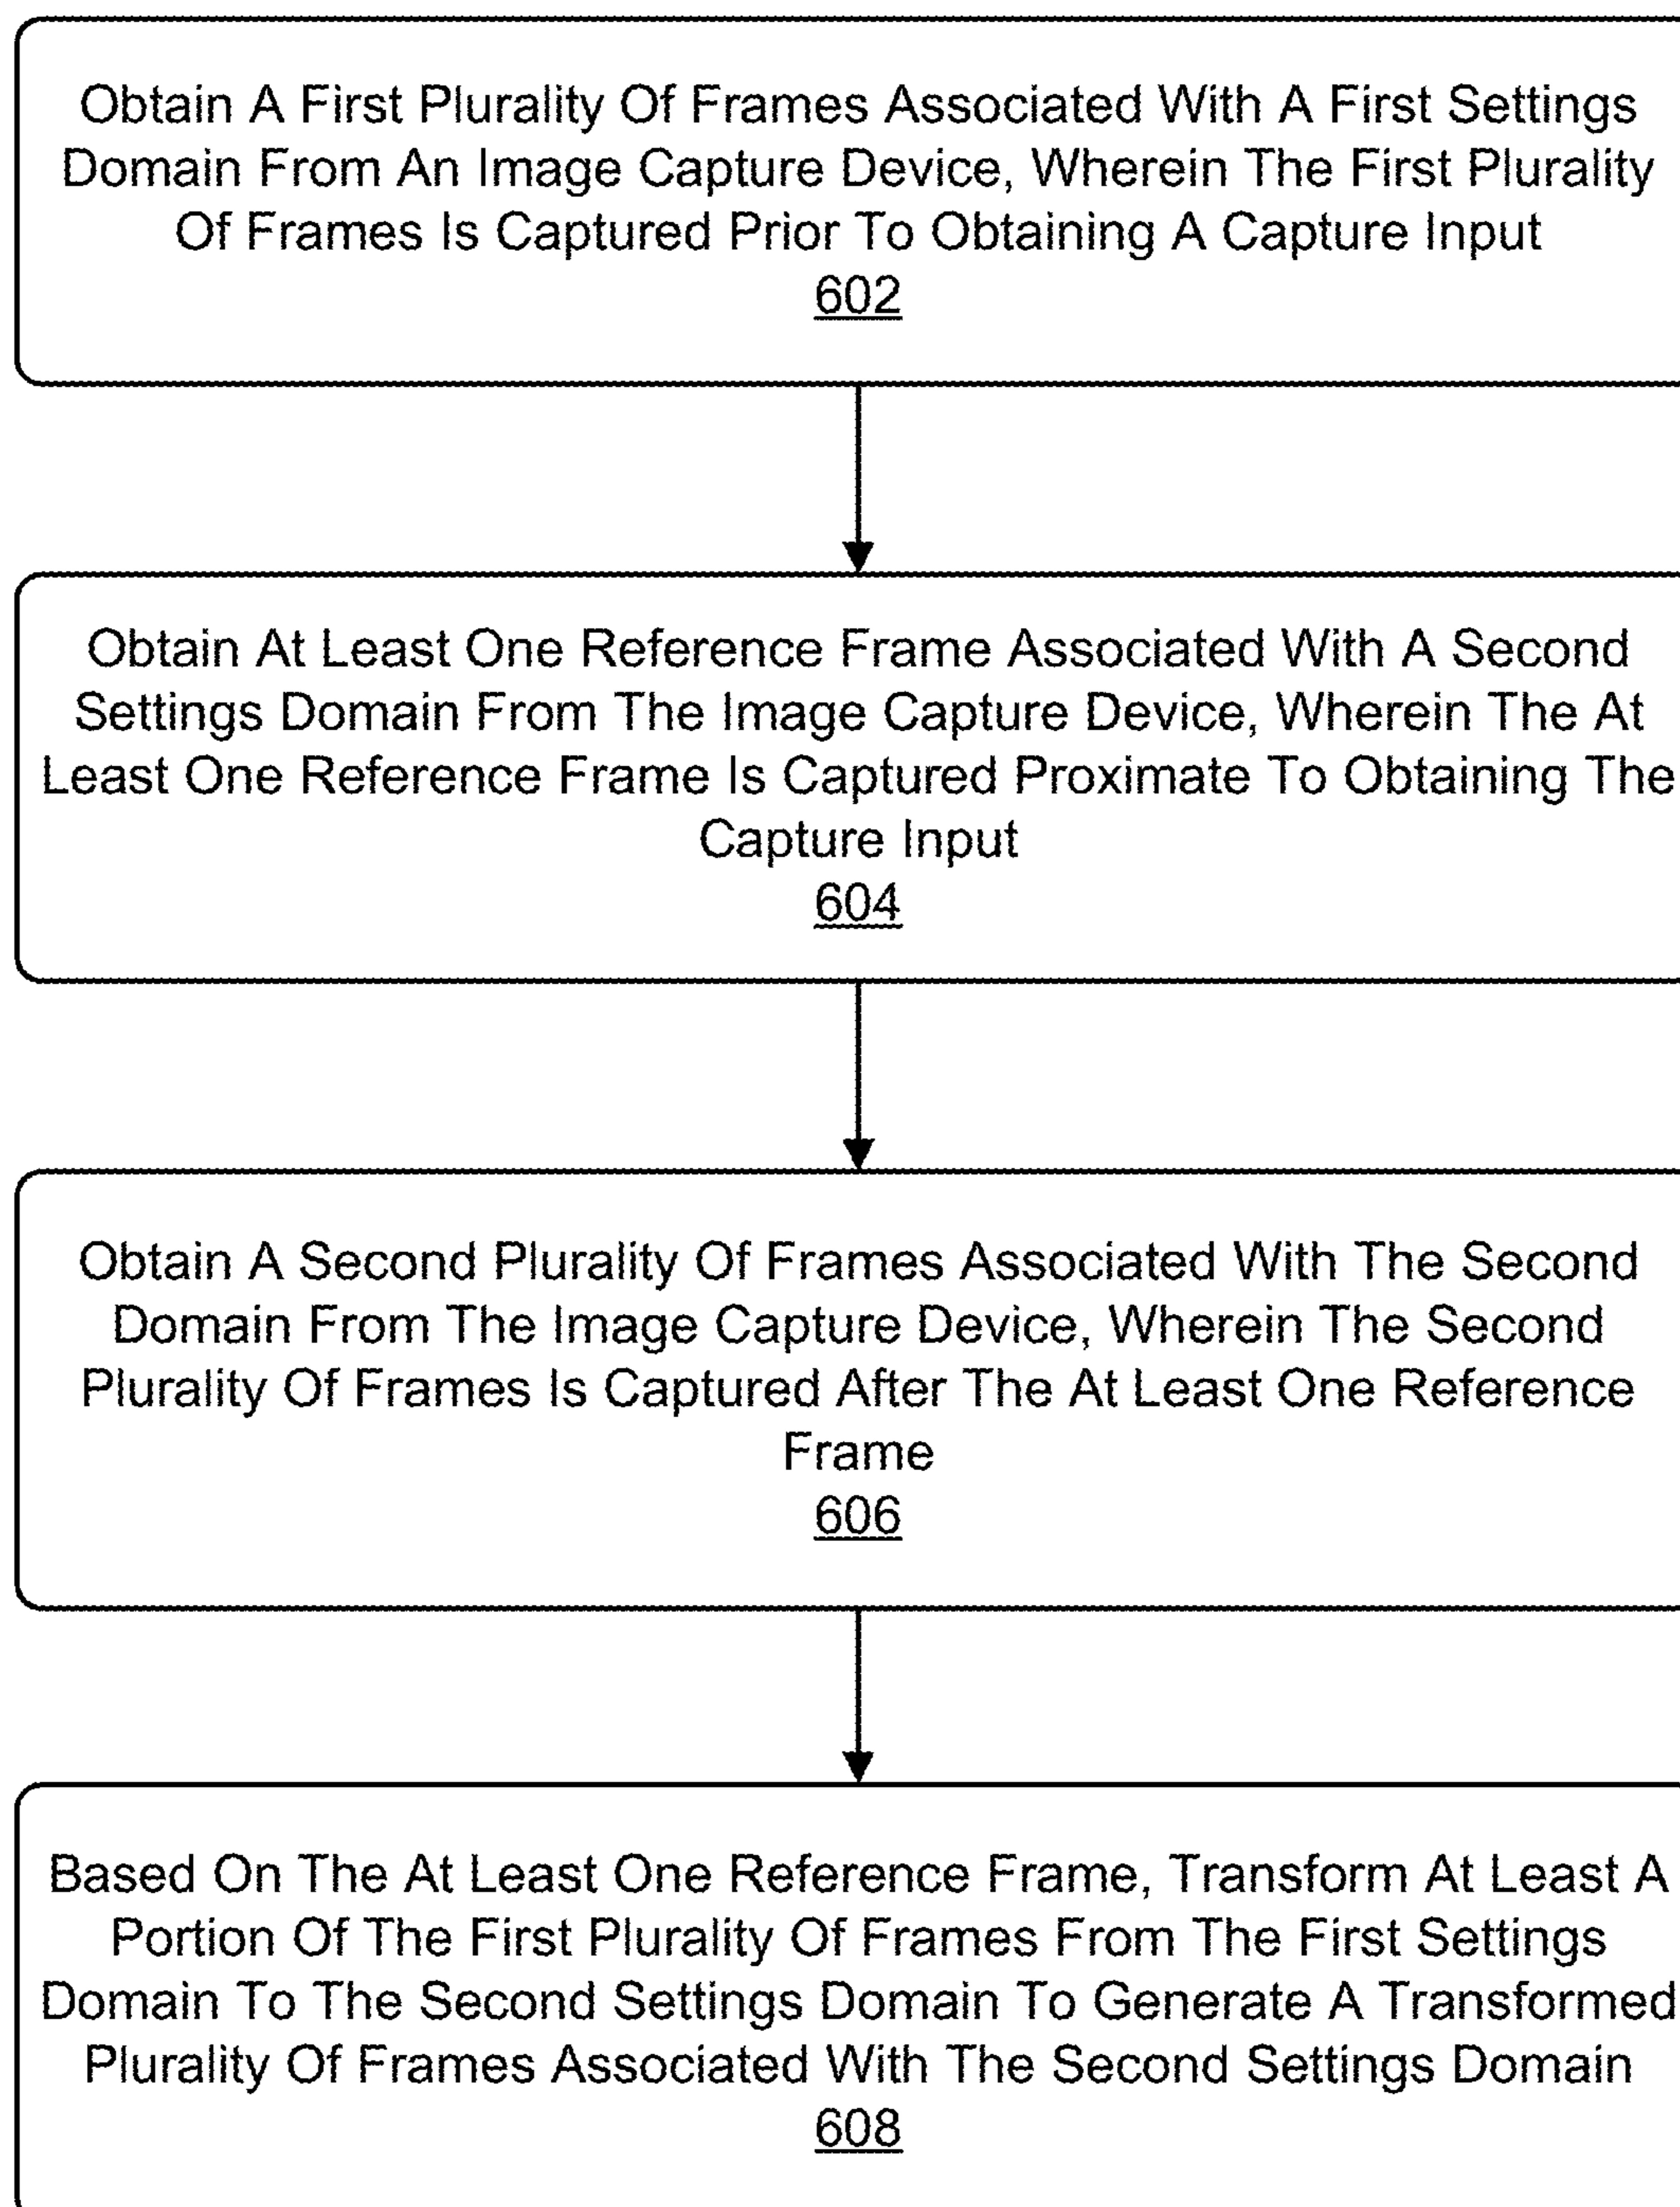 Obtain A First Plurality Of Frames Associated With A First Settings
Domain From An Image Capture Device, Wherein The First Plurality
Of Frames Is Captured Prior To Obtaining A Capture Input
602
Obtain At Least One Reference Frame Associated With A Second
Settings Domain From The Image Capture Device, Wherein The At
Least One Reference Frame Is Captured Proximate To Obtaining The
Capture Input
604
Obtain A Second Plurality Of Frames Associated With The Second
Domain From The Image Capture Device, Wherein The Second
Plurality Of Frames Is Captured After The At Least One Reference
Frame
606
Based On The At Least One Reference Frame, Transform At Least A
Portion Of The First Plurality Of Frames From The First Settings
Domain To The Second Settings Domain To Generate A Transformed
Plurality Of Frames Associated With The Second Settings Domain
608